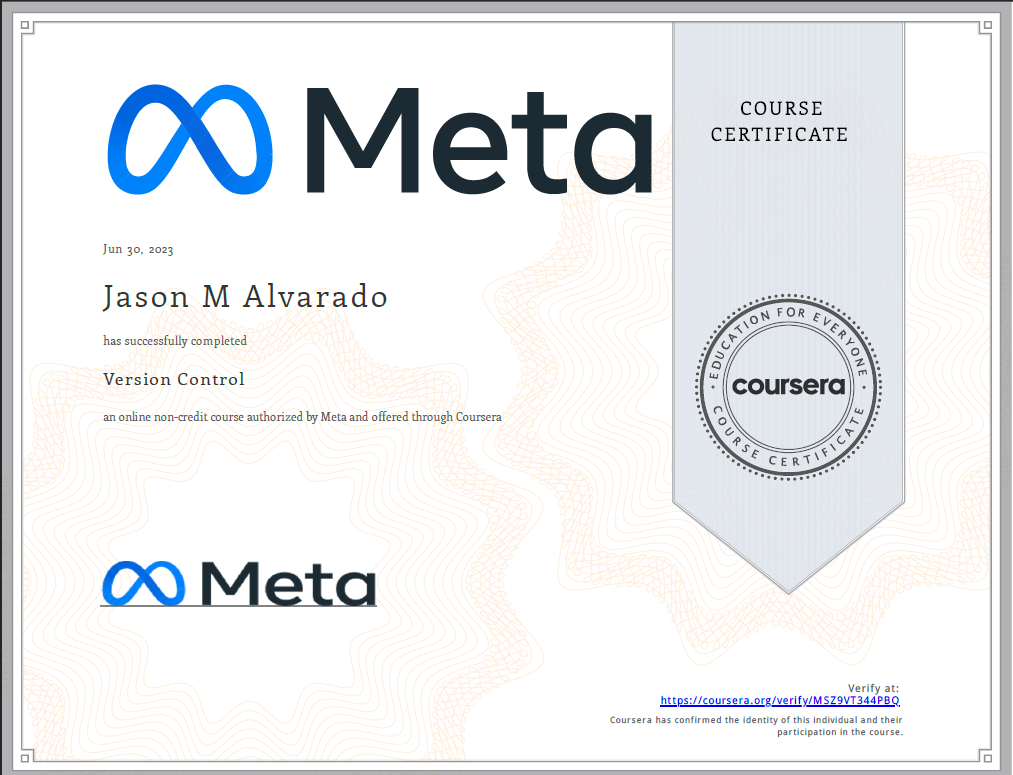 Meta
COURSE
CERTIFICATE
Jun 30, 2023
Jason M Alvarado
has successfully completed
Version Control
an online non-credit course authorized by Meta and offered through Coursera
EDUCATION FOR EVERYONE
coursera
COURSE CERTIFICATE
Meta
Verify at:
https://coursera.org/verify/MSZ9VT344PBQ
Coursera has confirmed the identity of this individual and their
participation in the course.